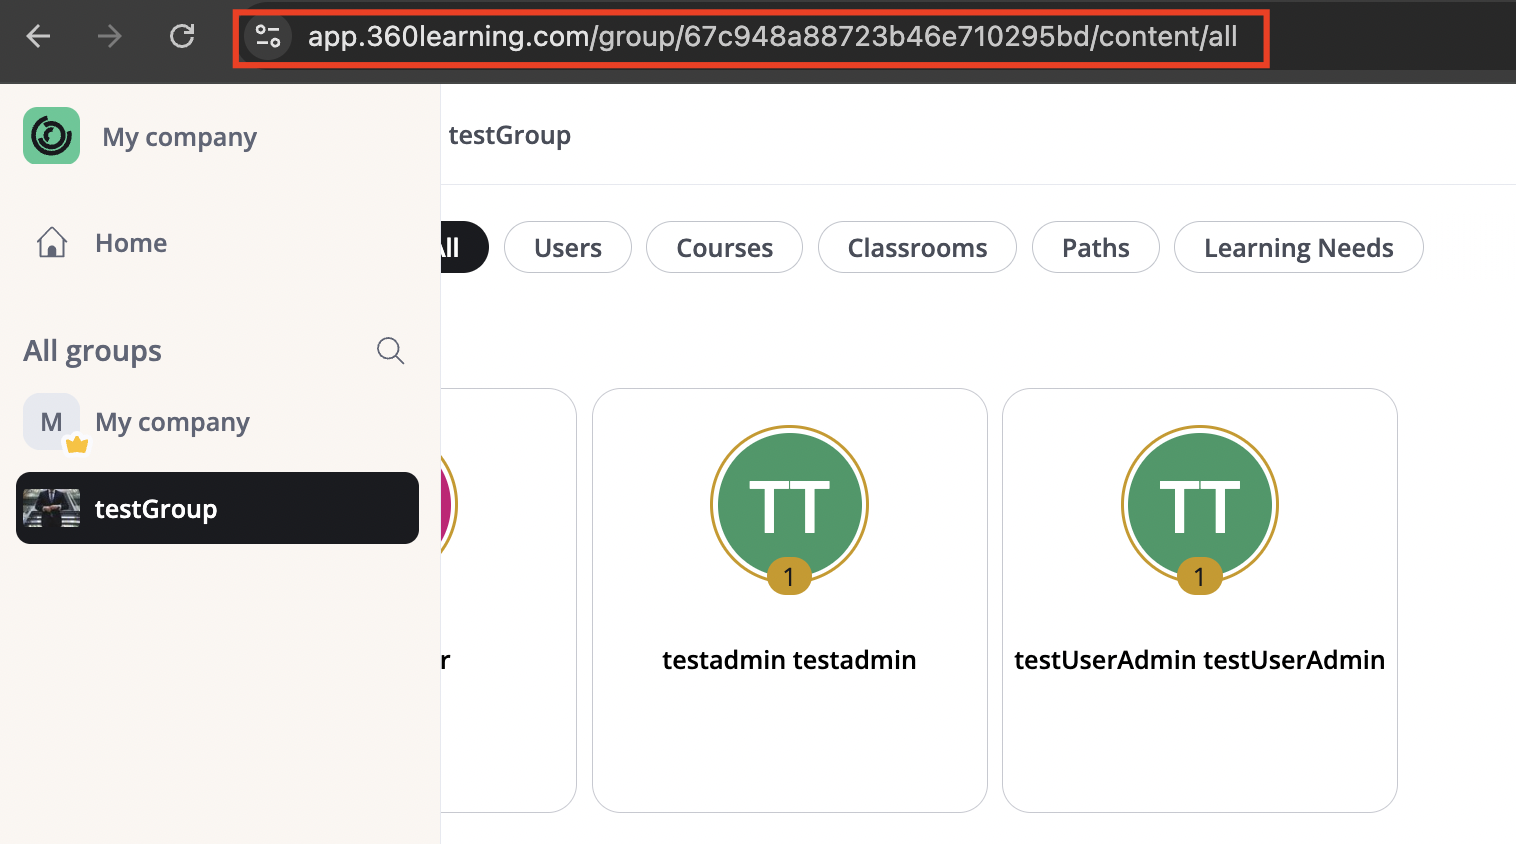 app.360learning.com/group/67c948a88723b46e710295bd/content/all
My company
testGroup
Home
Users
Courses
Classrooms
Paths
Learning Needs
All groups
M My company
testGroup
TT
1
testadmin testadmin
TT
1
testUserAdmin testUserAdmin